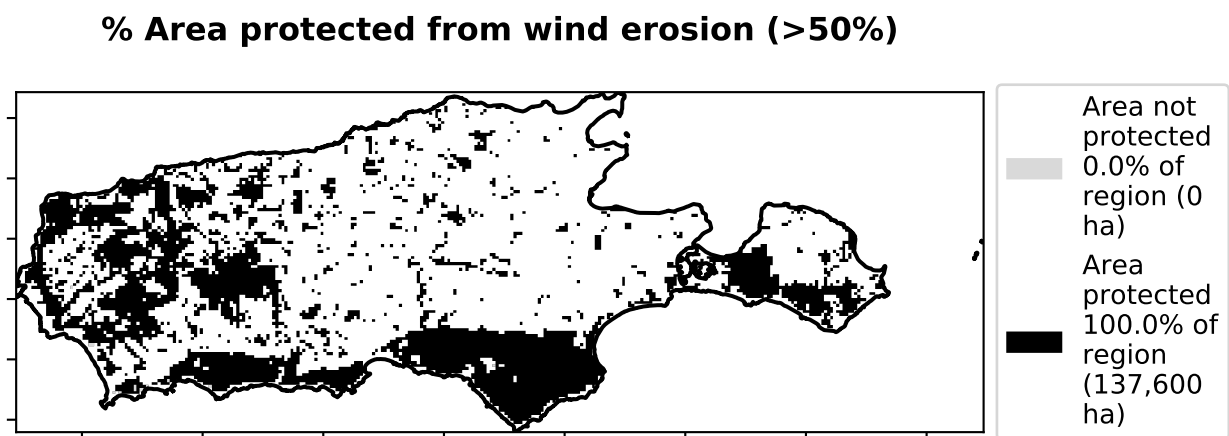 % Area protected from wind erosion (>50%)
Area not
protected
0.0% of
region (0
ha)
Area
protected
100.0% of
region
(137,600
ha)